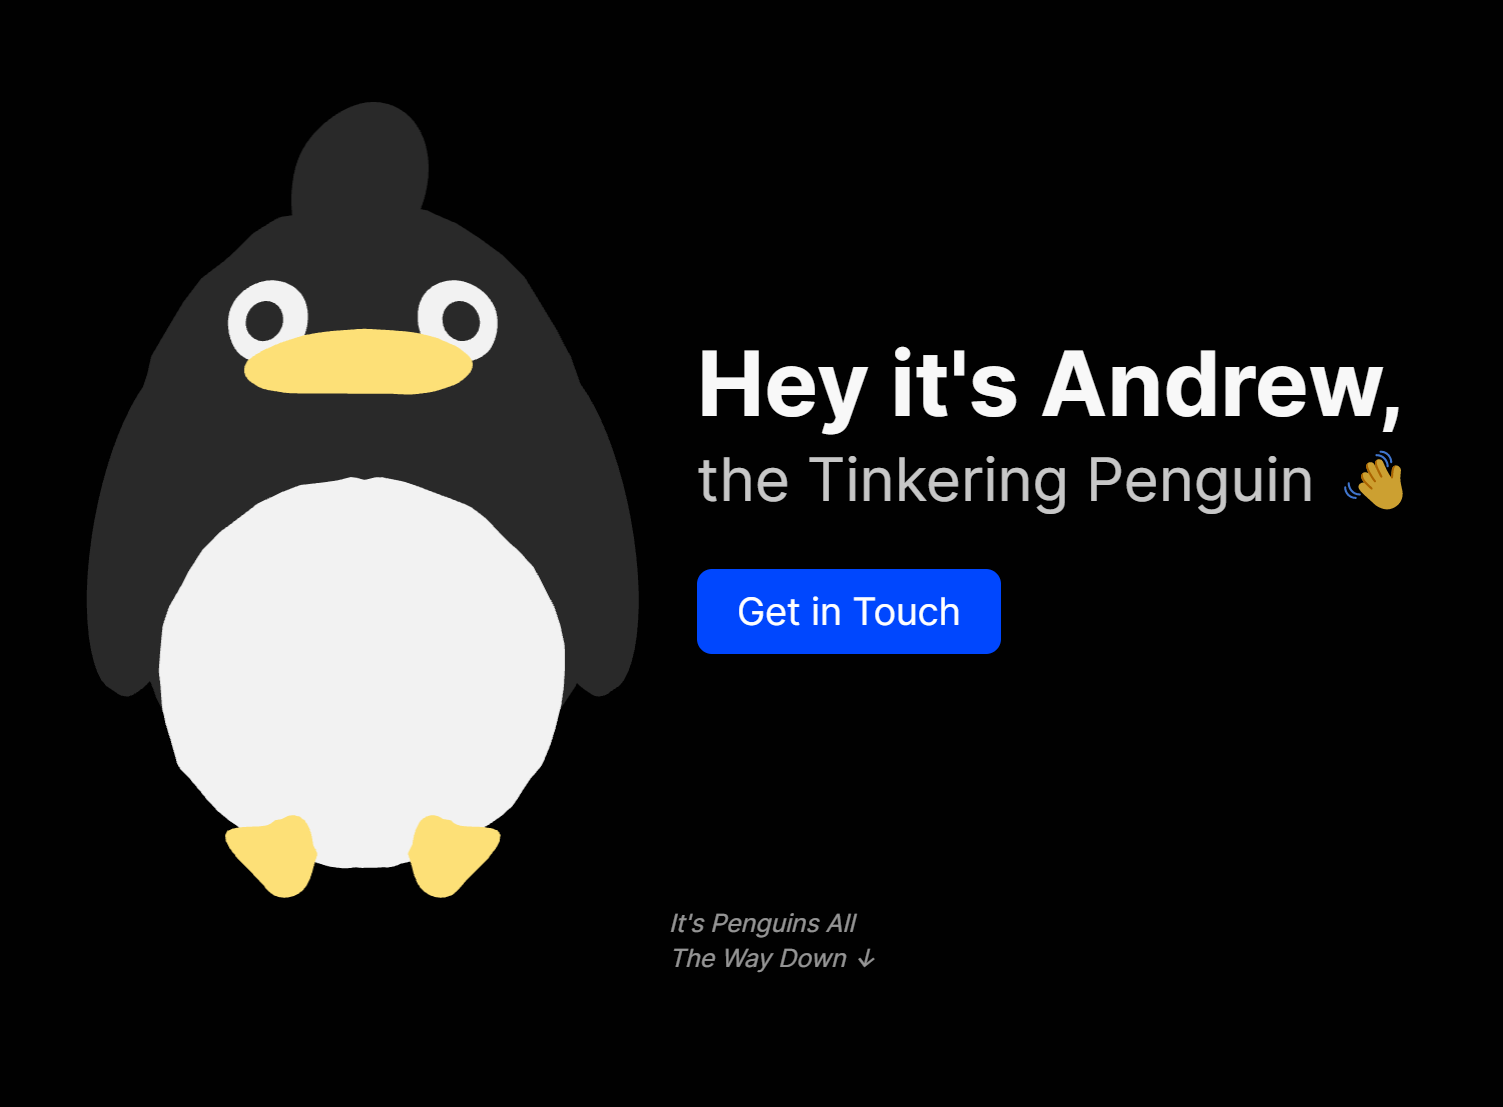 Hey it's Andrew,
the Tinkering Penguin 👋
Get in Touch
It's Penguins All
The Way Down ↓